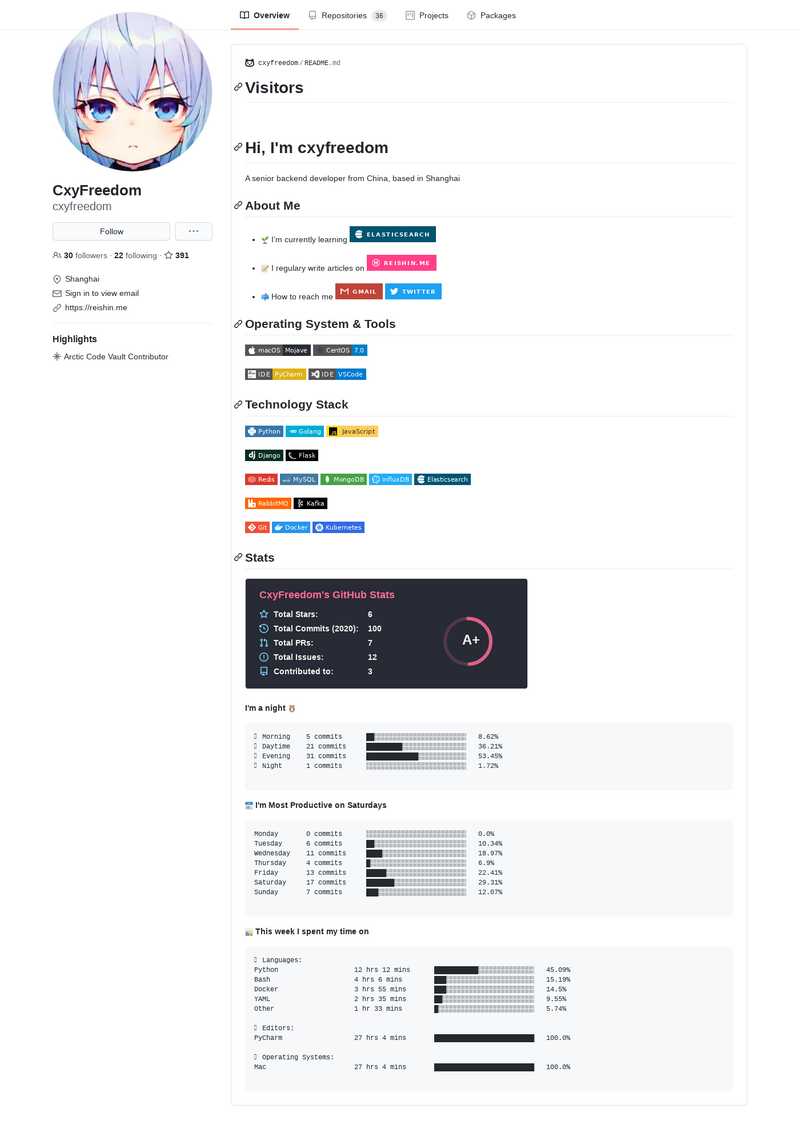 Overview
Repositories 36
Projects
Packages
CxyFreedom
cxyfreedom
Follow
...
30 followers · 22 following · 391
Shanghai
Sign in to view email
https://reishin.me
Highlights
Arctic Code Vault Contributor
cxyfreedom/README.md
Visitors
Hi, I'm cxyfreedom
A senior backend developer from China, based in Shanghai
About Me
I'm currently learning ELASTICSEARCH
I regulary write articles on REISHIN.ME
How to reach me GMAIL TWITTER
Operating System & Tools
macOS Mojave CentOS 7.0
IDE PyCharm IDE VSCode
Technology Stack
Python Golang JavaScript
Django Flask
Redis MySQL MongoDB InfluxDB Elasticsearch
RabbitMQ Kafka
Git Docker Kubernetes
Stats
CxyFreedom's GitHub Stats
Total Stars: 6
Total Commits (2020): 100
Total PRs: 7
Total Issues: 12
Contributed to: 3
A+
I'm a night
Morning 5 commits 8.62%
Daytime 21 commits 36.21%
Evening 31 commits 53.45%
Night 1 commits 1.72%
I'm Most Productive on Saturdays
Monday 0 commits 0.0%
Tuesday 6 commits 10.34%
Wednesday 11 commits 18.97%
Thursday 4 commits 6.9%
Friday 13 commits 22.41%
Saturday 17 commits 29.31%
Sunday 7 commits 12.07%
This week I spent my time on
Languages:
Python 12 hrs 12 mins 45.09%
Bash 4 hrs 6 mins 15.19%
Docker 3 hrs 55 mins 14.5%
YAML 2 hrs 35 mins 9.55%
Other 1 hr 33 mins 5.74%
Editors:
PyCharm 27 hrs 4 mins 100.0%
Operating Systems:
Mac 27 hrs 4 mins 100.0%